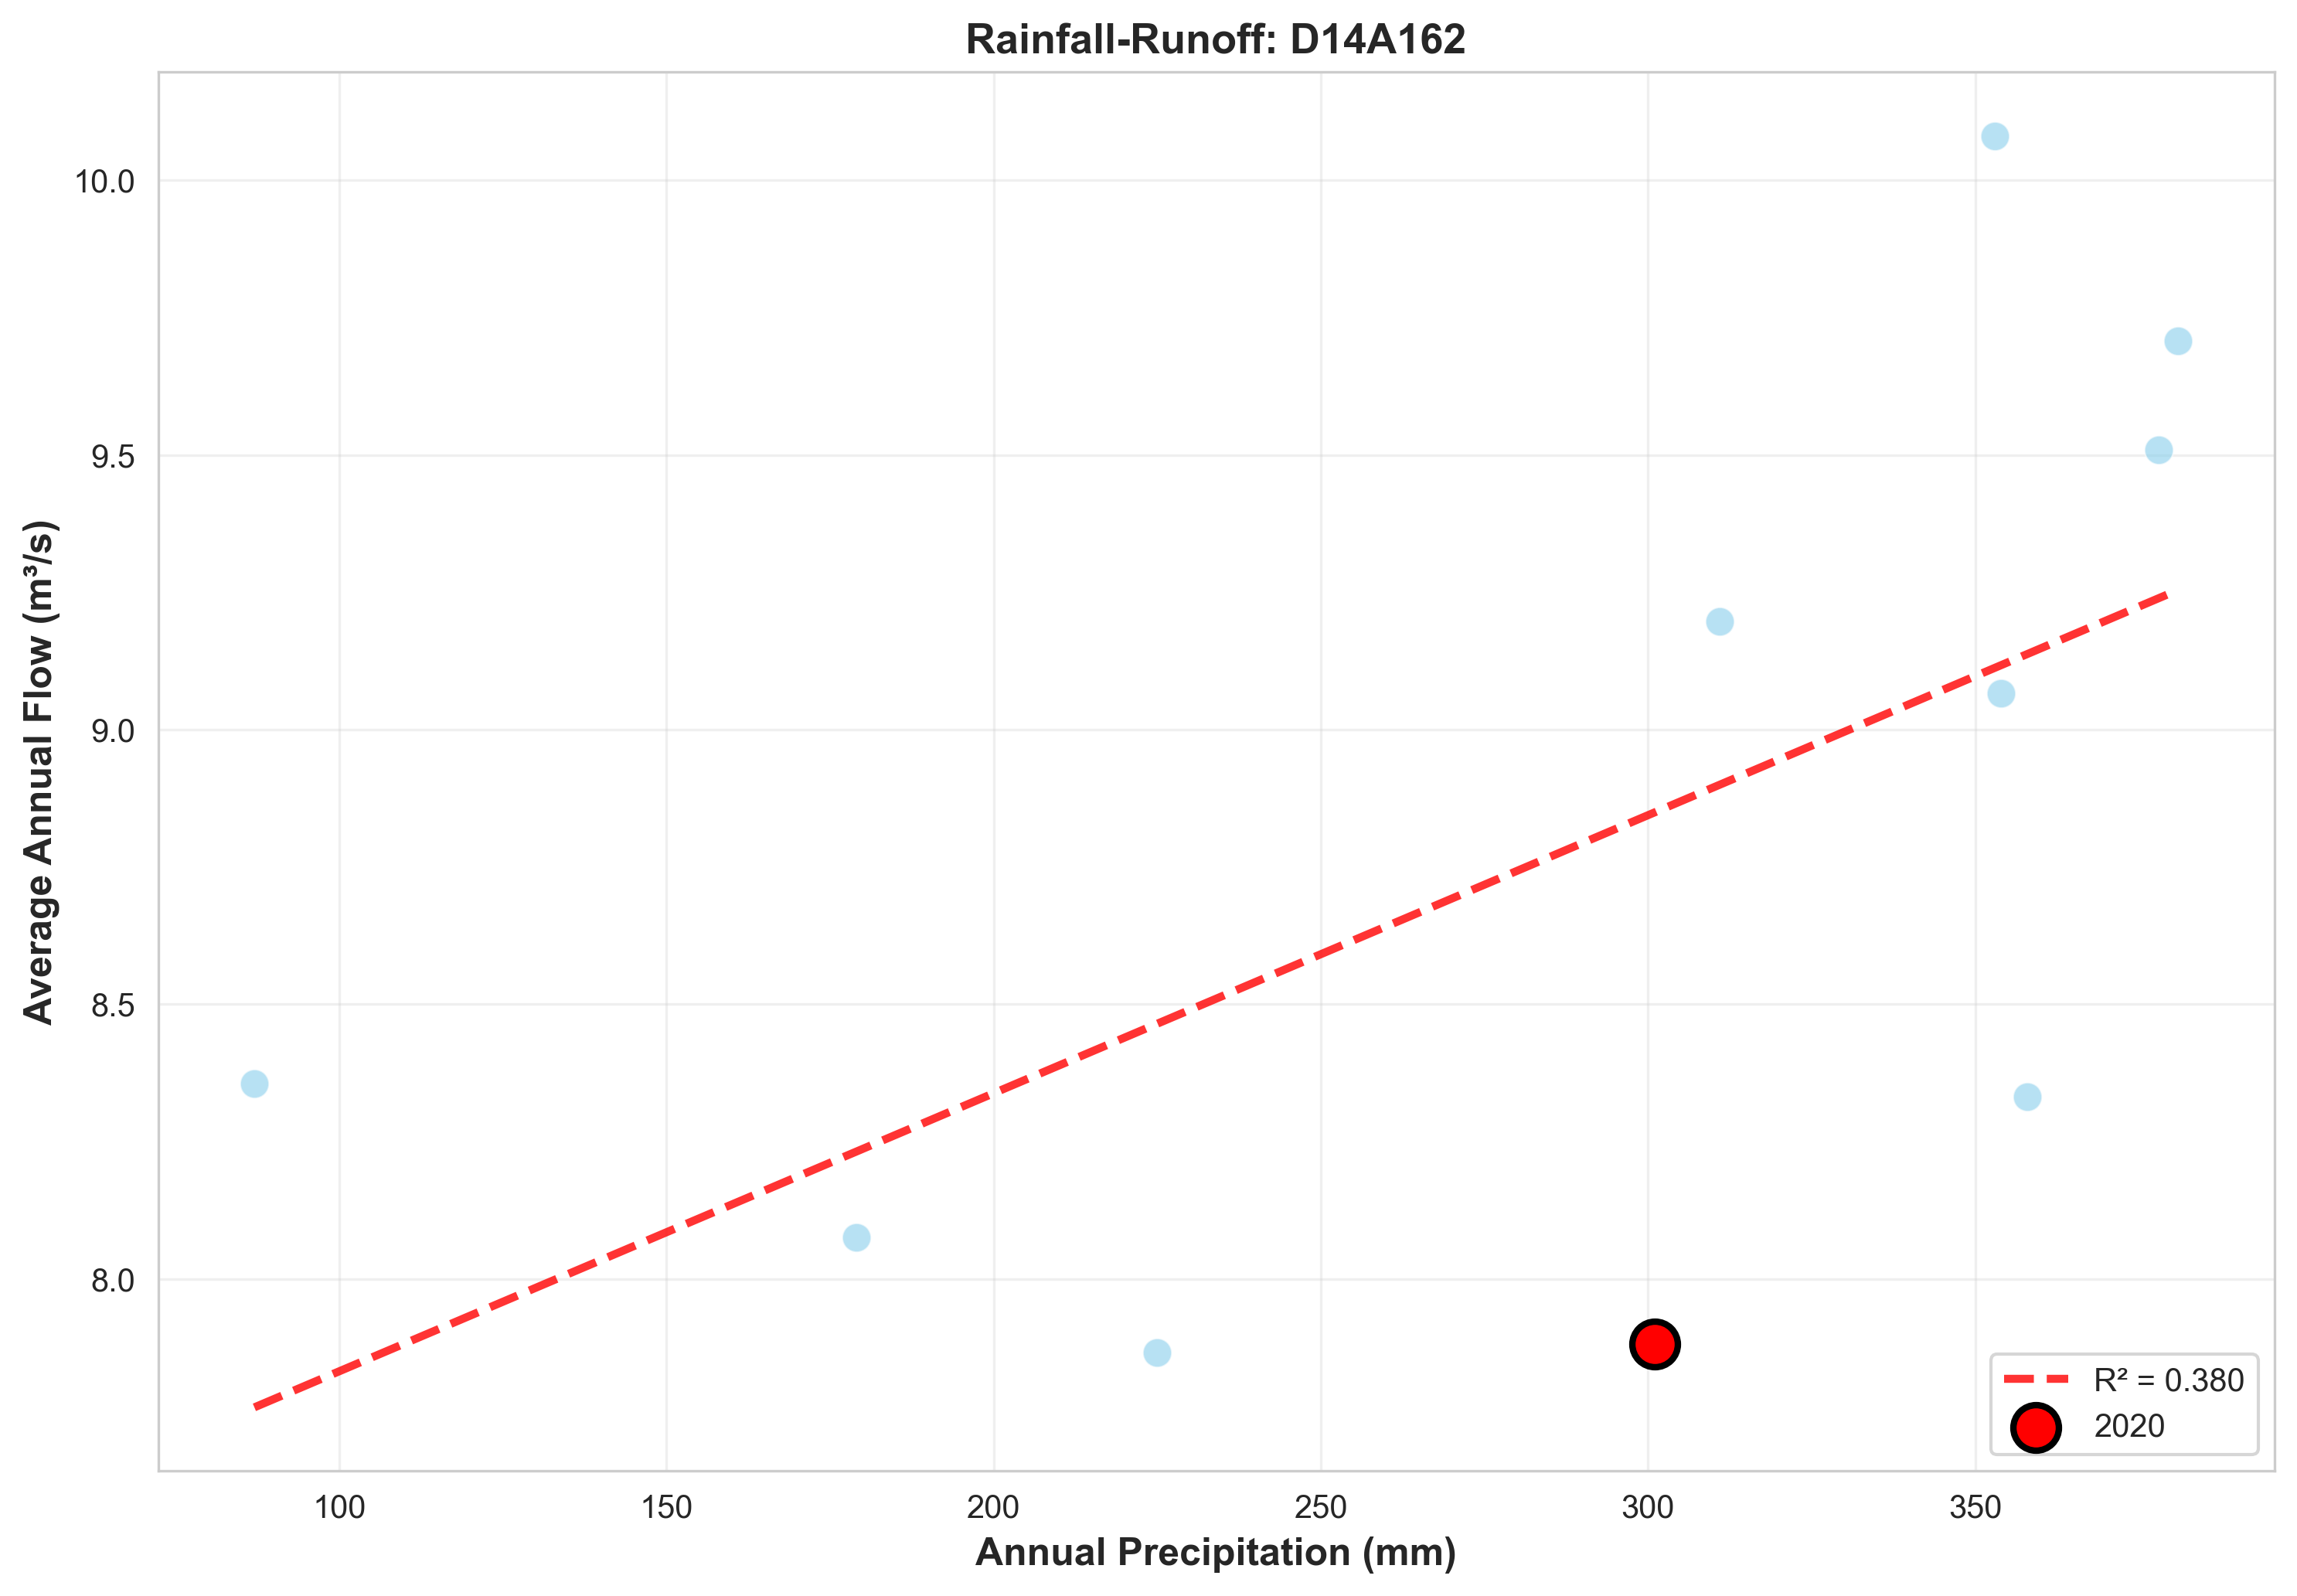 Rainfall-Runoff: D14A162
Average Annual Flow (m³/s)
10.0
9.5
9.0
8.5
8.0
100 150 200 250 300 350
Annual Precipitation (mm)
R² = 0.380
2020